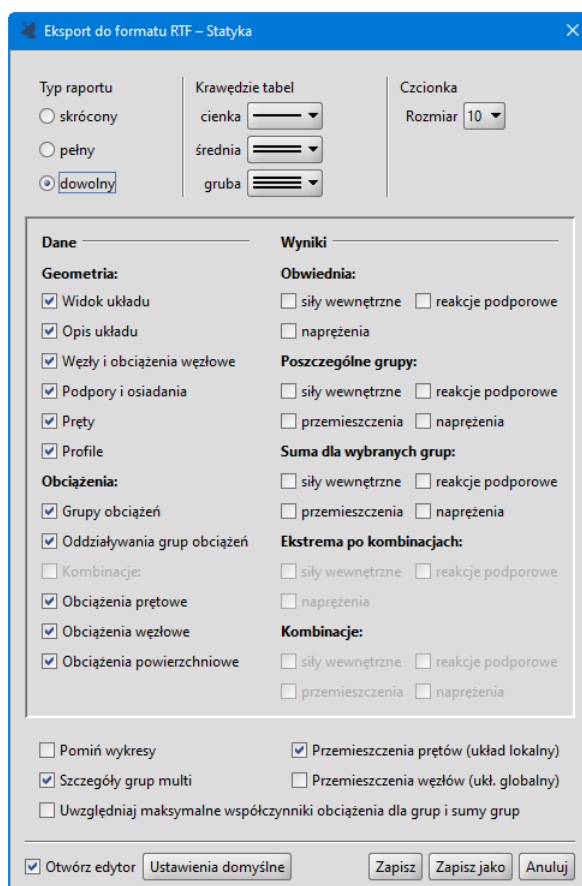 Eksport do formatu RTF – Statyka
Typ raportu
Krawędzie tabel
Czcionka
skrócony
cienka
Rozmiar 10
pełny
średnia
dowolny
gruba
Dane
Wyniki
Geometria:
Obwiednia:
Widok układu
siły wewnętrzne
reakcje podporowe
Opis układu
naprężenia
Węzły i obciążenia węzłowe
Poszczególne grupy:
Podpory i osiadania
siły wewnętrzne
reakcje podporowe
Pręty
przemieszczenia
naprężenia
Profile
Suma dla wybranych grup:
Obciążenia:
siły wewnętrzne
reakcje podporowe
Grupy obciążeń
przemieszczenia
naprężenia
Oddziaływania grup obciążeń
Ekstrema po kombinacjach:
Kombinacje:
siły wewnętrzne
reakcje podporowe
Obciążenia prętowe
naprężenia
Obciążenia węzłowe
Kombinacje:
Obciążenia powierzchniowe
siły wewnętrzne
reakcje podporowe
przemieszczenia
naprężenia
Pomiń wykresy
Przemieszczenia prętów (układ lokalny)
Szczegóły grup multi
Przemieszczenia węzłów (ukł. globalny)
Uwzględniaj maksymalne współczynniki obciążenia dla grup i sumy grup
Otwórz edytor
Ustawienia domyślne
Zapisz
Zapisz jako
Anuluj